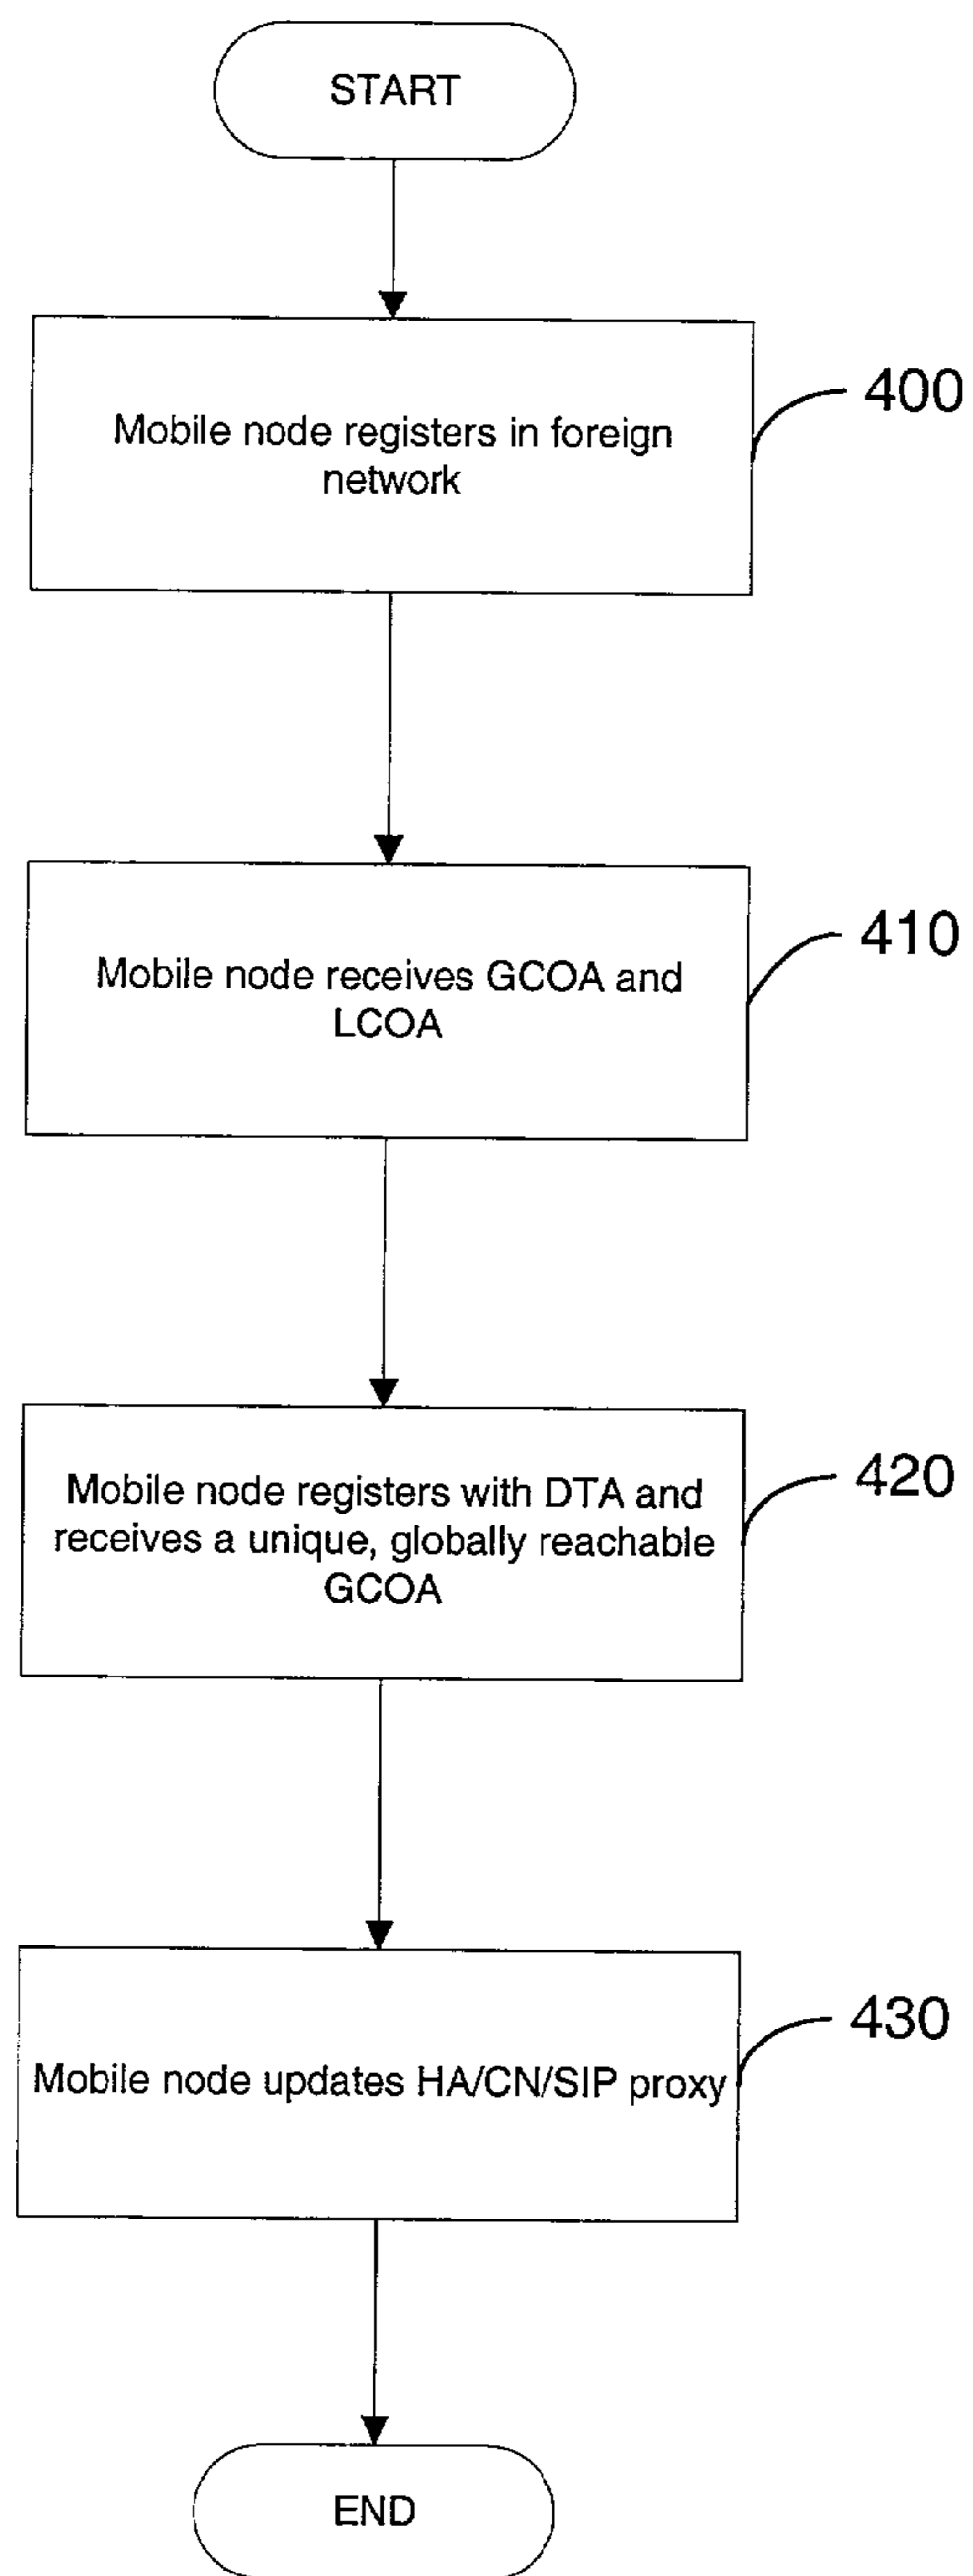 START
Mobile node registers in foreign
network
400
Mobile node receives GCOA and
LCOA
410
Mobile node registers with DTA and
receives a unique, globally reachable
GCOA
420
Mobile node updates HA/CN/SIP proxy
430
END